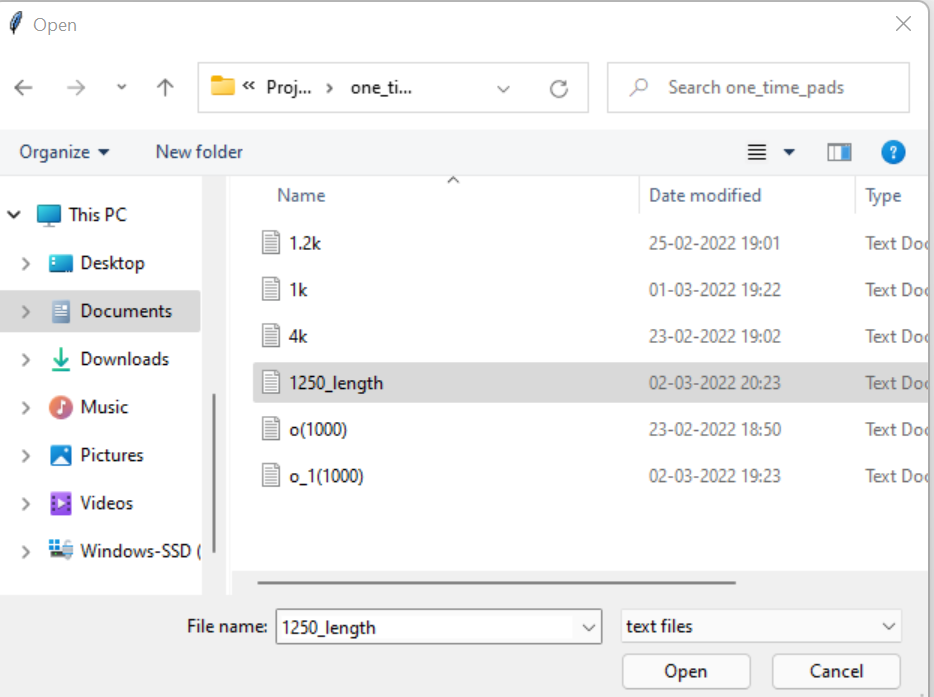 Open
« Proj... › one_ti...
Search one_time_pads
Organize
New folder
?
Name Date modified Type
This PC
Desktop
Documents
Downloads
Music
Pictures
Videos
Windows-SSD (
1.2k 25-02-2022 19:01 Text Doc
1k 01-03-2022 19:22 Text Doc
4k 23-02-2022 19:02 Text Doc
1250_length 02-03-2022 20:23 Text Doc
o(1000) 23-02-2022 18:50 Text Doc
o_1(1000) 02-03-2022 19:23 Text Doc
File name: 1250_length
text files
Open
Cancel